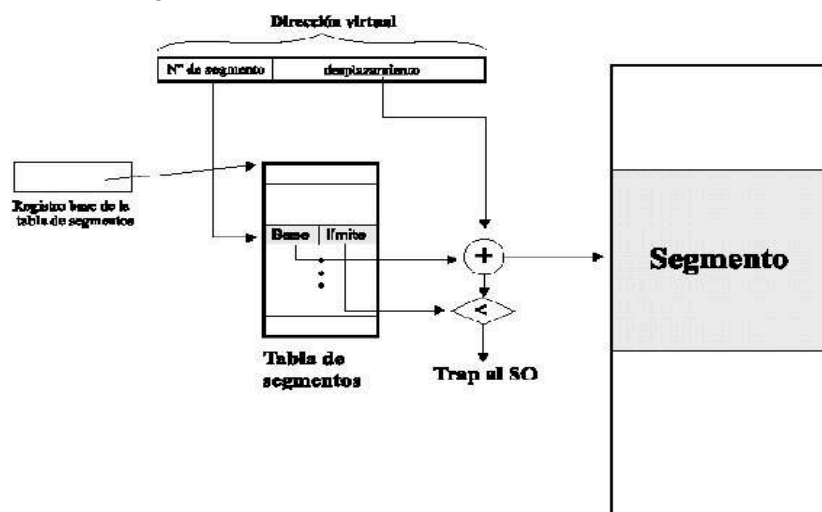 Dirección virtual
Nº de segmento
desplazamiento
Registro base de la
tabla de segmentos
Base
límite
+
<
Segmento
Tabla de
segmentos
Trap al SO